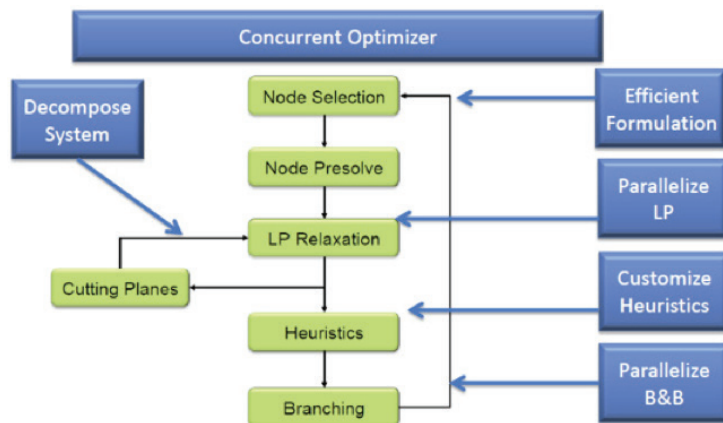 Concurrent Optimizer
Decompose
System
Node Selection
Efficient
Formulation
Node Presolve
Parallelize
LP
LP Relaxation
Cutting Planes
Customize
Heuristics
Heuristics
Parallelize
B&B
Branching